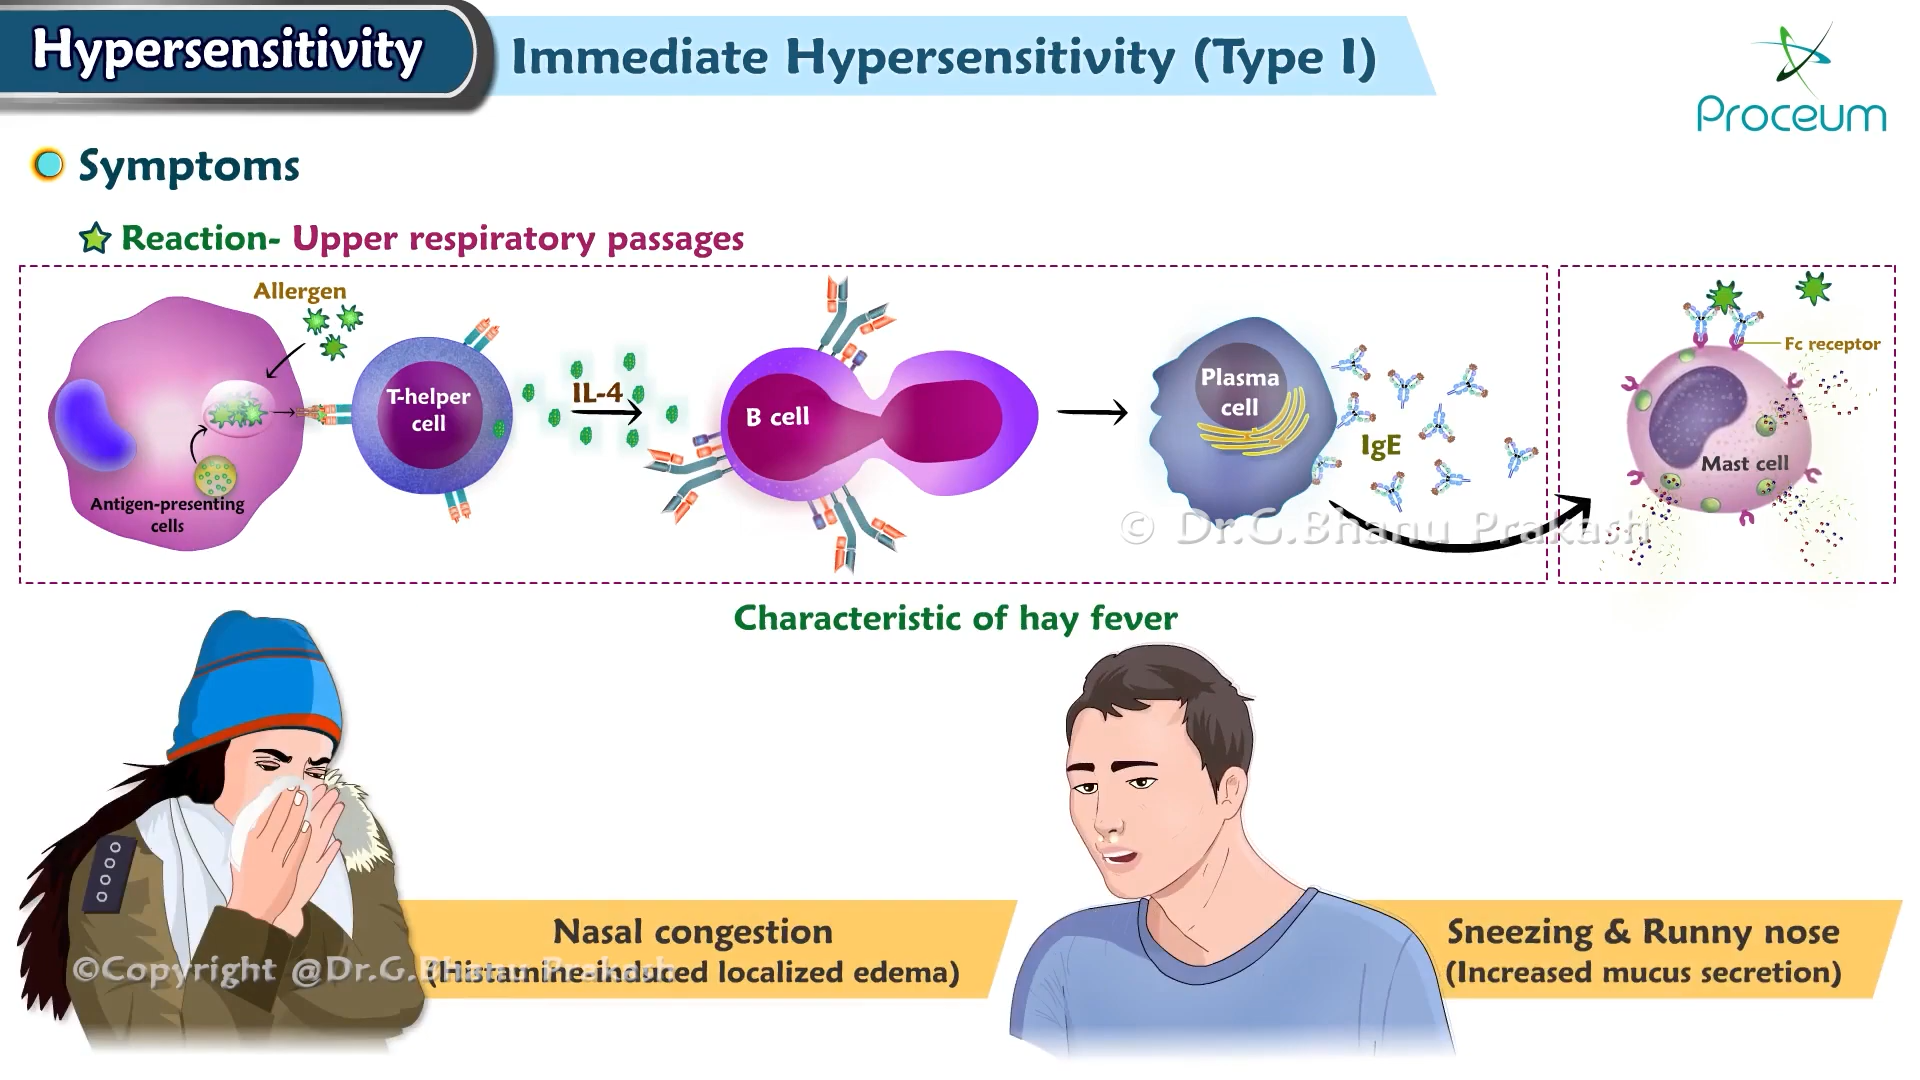 Hypersensitivity
Immediate Hypersensitivity (Type I)
Proceum
Symptoms
Reaction- Upper respiratory passages
Allergen
Antigen-presenting
cells
T-helper
cell
IL-4
B cell
Plasma
cell
IgE
Fc receptor
Mast cell
© Dr.G.Bhanu Prakash
Characteristic of hay fever
Nasal congestion
(Histamine-induced localized edema)
©Copyright @Dr.G.Bhanu Prakash
Sneezing & Runny nose
(Increased mucus secretion)